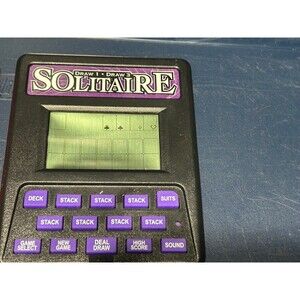 DRAW 1 • DRAW 3
SOLITAIRE
DECK STACK STACK STACK SUITS
STACK STACK STACK STACK
GAME SELECT NEW GAME DEAL DRAW HIGH SCORE SOUND